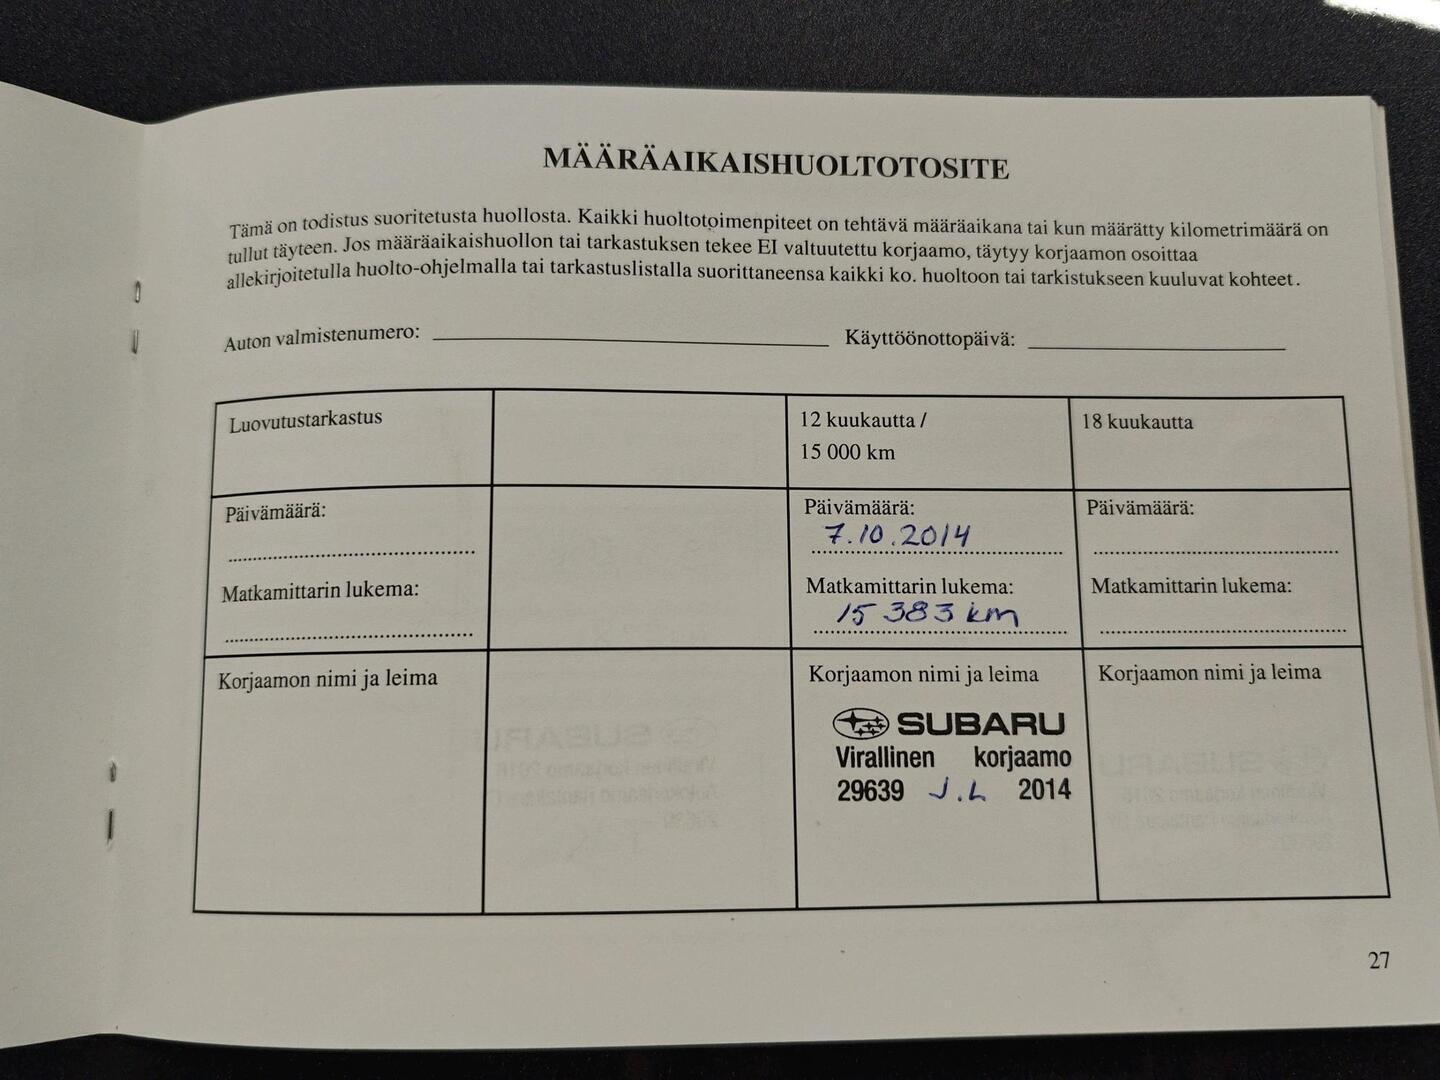 MÄÄRÄAIKAISHUOLTOTOSITE
Tämä on todistus suoritetusta huollosta. Kaikki huoltotoimenpiteet on tehtävä määräaikana tai kun määrätty kilometrimäärä on
tullut täyteen. Jos määräaikaishuollon tai tarkastuksen tekee EI valtuutettu korjaamo, täytyy korjaamon osoittaa
allekirjoitetulla huolto-ohjelmalla tai tarkastuslistalla suorittaneensa kaikki ko. huoltoon tai tarkistukseen kuuluvat kohteet.
Auton valmistenumero: Käyttöönottopäivä:
Luovutustarkastus
Päivämäärä:
Matkamittarin lukema:
Korjaamon nimi ja leima
12 kuukautta /
15 000 km
Päivämäärä:
7.10.2014
Matkamittarin lukema:
15 383 km
Korjaamon nimi ja leima
SUBARU
Virallinen korjaamo
29639 J.L 2014
18 kuukautta
Päivämäärä:
Matkamittarin lukema:
Korjaamon nimi ja leima
27